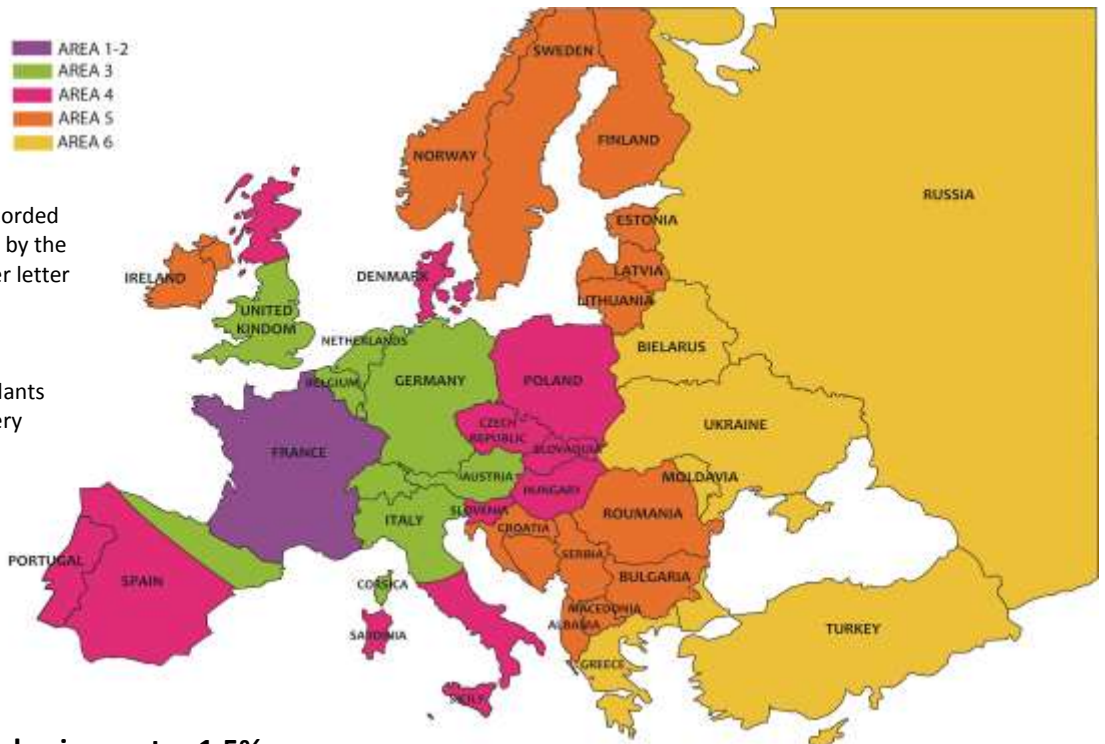 AREA 1-2
AREA 3
AREA 4
AREA 5
AREA 6
SWEDEN
FINLAND
NORWAY
RUSSIA
orded
by the
er letter
ESTONIA
IRELAND
DENMARK
LATVIA
LITHUANIA
UNITED
KINDOM
NETHERLANDS
BIELARUS
BELGIUM
GERMANY
POLAND
lants
ery
CZECH
REPUBLIC
UKRAINE
FRANCE
SLOVAQUIA
AUSTRIA
MOLDAVIA
HUNGARY
SLOVENIA
ITALY
CROATIA
ROUMANIA
SERBIA
PORTUGAL
SPAIN
CORSICA
BULGARIA
MACEDONIA
ALBANIA
SARDINIA
TURKEY
GREECE
SICILY